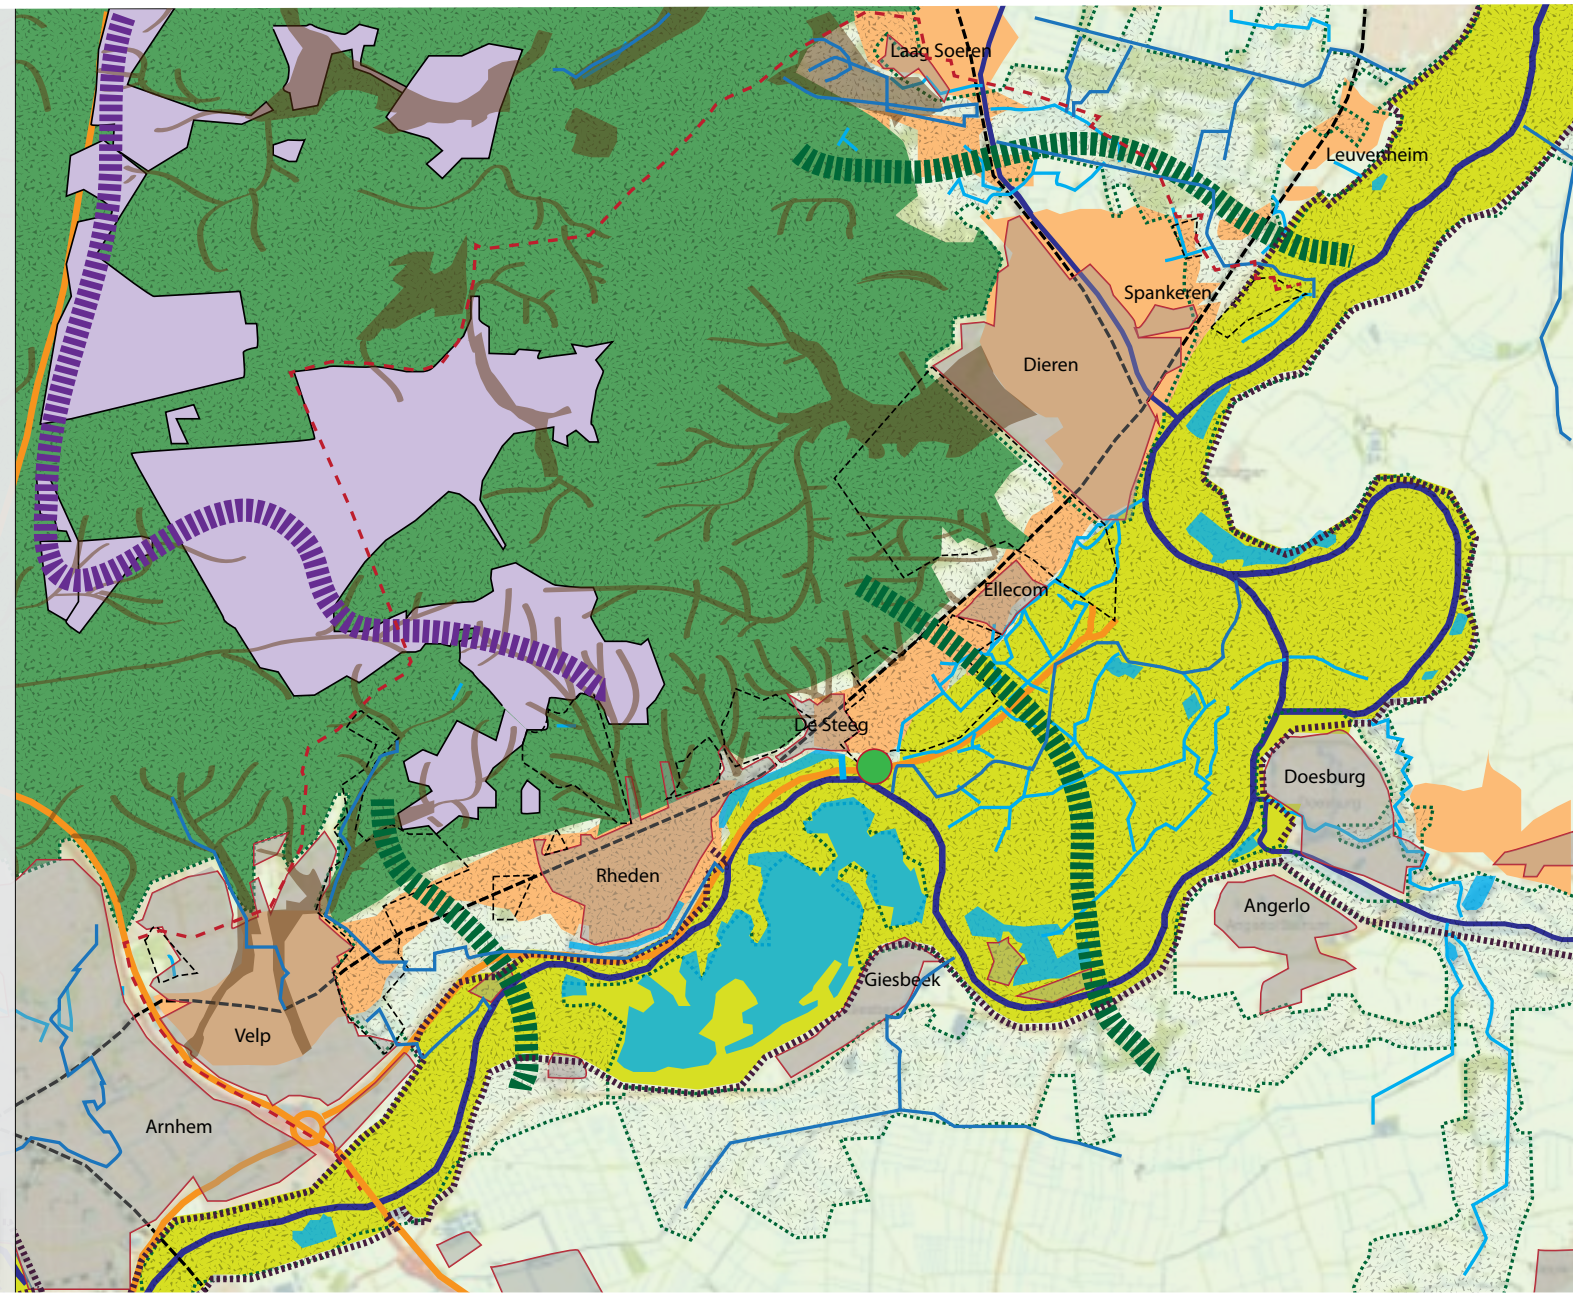 Laag Soeren
Leuvenheim
Spankeren
Dieren
Ellecom
De Steeg
Doesburg
Rheden
Angerlo
Giesbeek
Velp
Arnhem